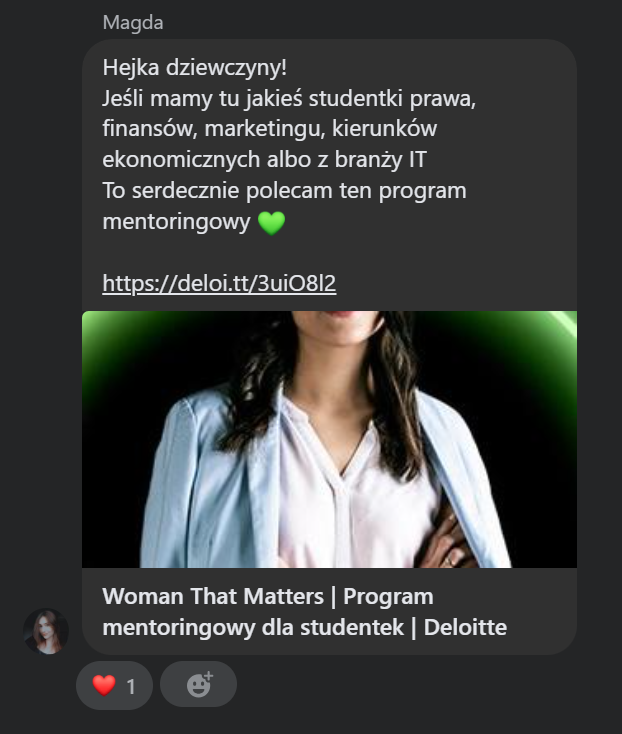 Magda
Hejka dziewczyny!
Jeśli mamy tu jakieś studentki prawa,
finansów, marketingu, kierunków
ekonomicznych albo z branży IT
To serdecznie polecam ten program
mentoringowy 💚
https://deloi.tt/3uiO8l2
Woman That Matters | Program
mentoringowy dla studentek | Deloitte
1